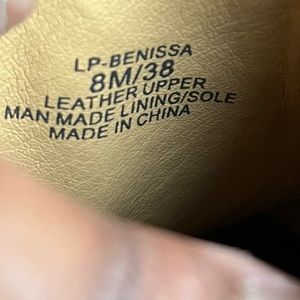 LP-BENISSA
8M/38
LEATHER UPPER
MAN MADE LINING/SOLE
MADE IN CHINA